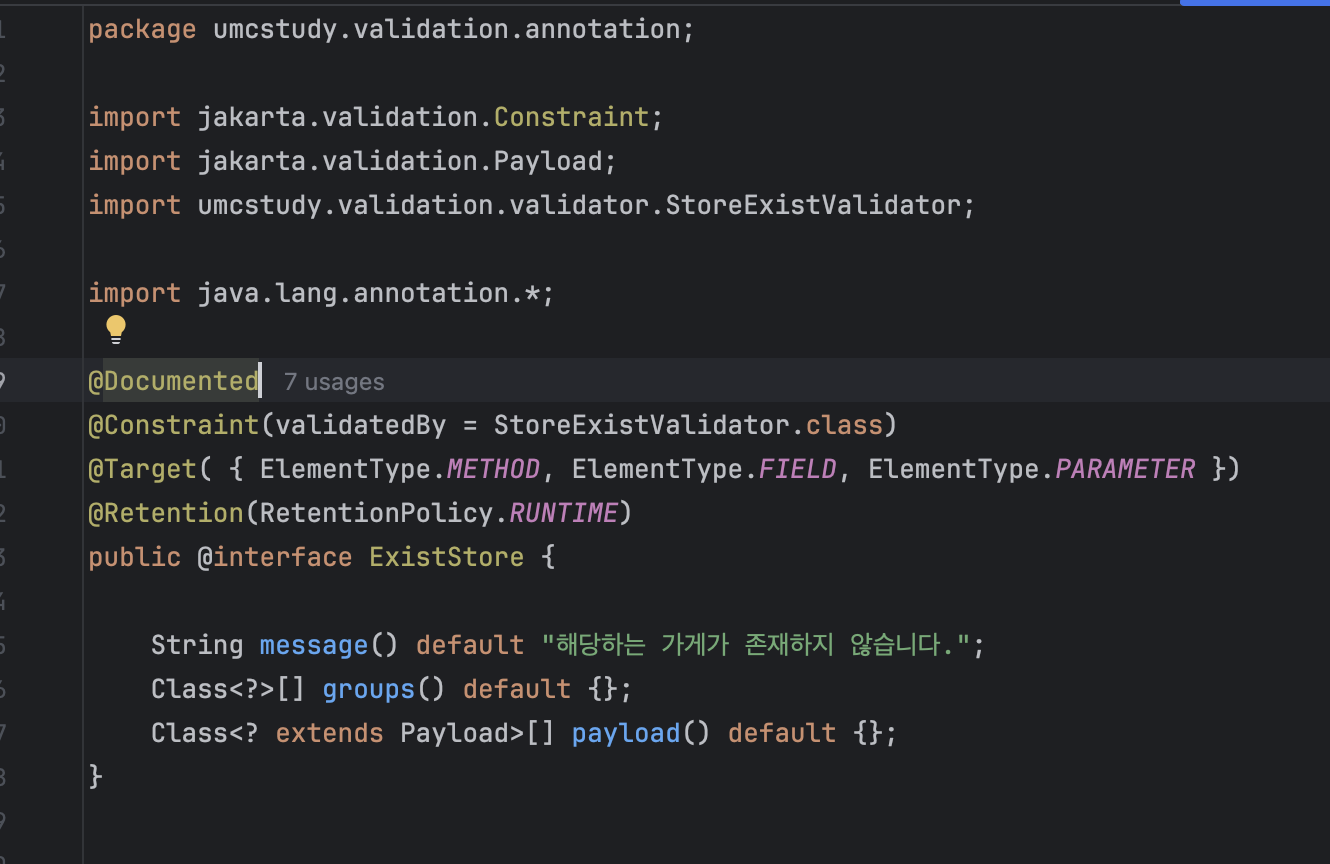 package umcstudy.validation.annotation;
import jakarta.validation.Constraint;
import jakarta.validation.Payload;
import umcstudy.validation.validator.StoreExistValidator;
import java.lang.annotation.*;
@Documented 7 usages
@Constraint(validatedBy = StoreExistValidator.class)
@Target( { ElementType.METHOD, ElementType.FIELD, ElementType.PARAMETER })
@Retention(RetentionPolicy.RUNTIME)
public @interface ExistStore {
    String message() default "해당하는 가게가 존재하지 않습니다.";
    Class<?>[] groups() default {};
    Class<? extends Payload>[] payload() default {};
}